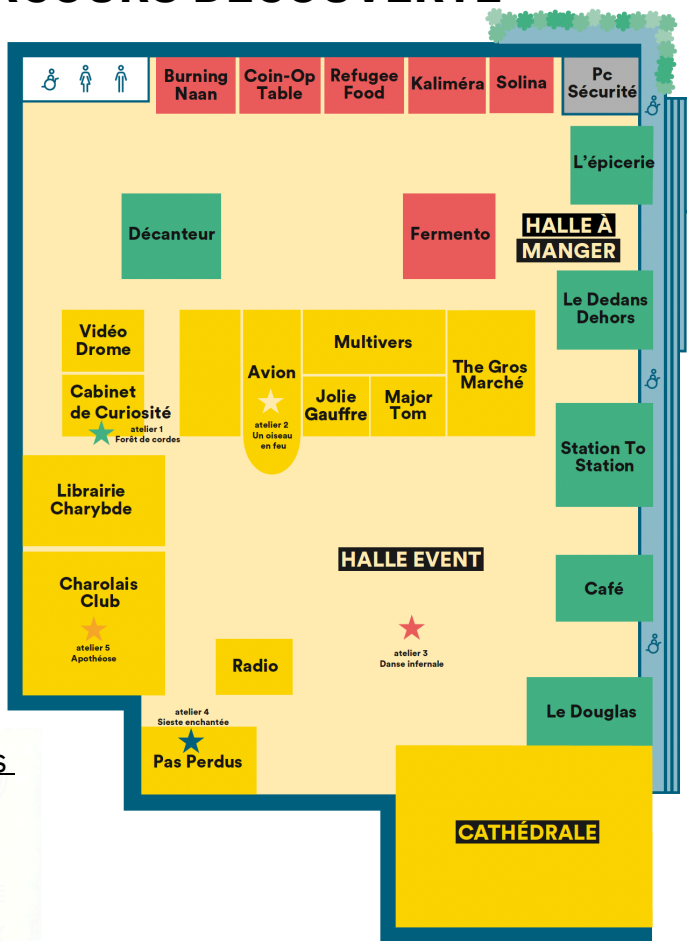 Burning
Naan
Coin-Op
Table
Refugee
Food
Kaliméra
Solina
Pc
Sécurité
L'épicerie
Décanteur
Fermento
HALLE À
MANGER
Le Dedans
Dehors
Vidéo
Drome
Avion
Multivers
The Gros
Marché
Cabinet
de Curiosité
Jolie
Gauffre
Major
Tom
atelier 1
Forêt de cordes
atelier 2
Un oiseau
en feu
Station To
Station
Librairie
Charybde
HALLE EVENT
Charolais
Club
Café
atelier 5
Apothéose
atelier 3
Danse infernale
Radio
atelier 4
Sieste enchantée
Le Douglas
Pas Perdus
CATHÉDRALE